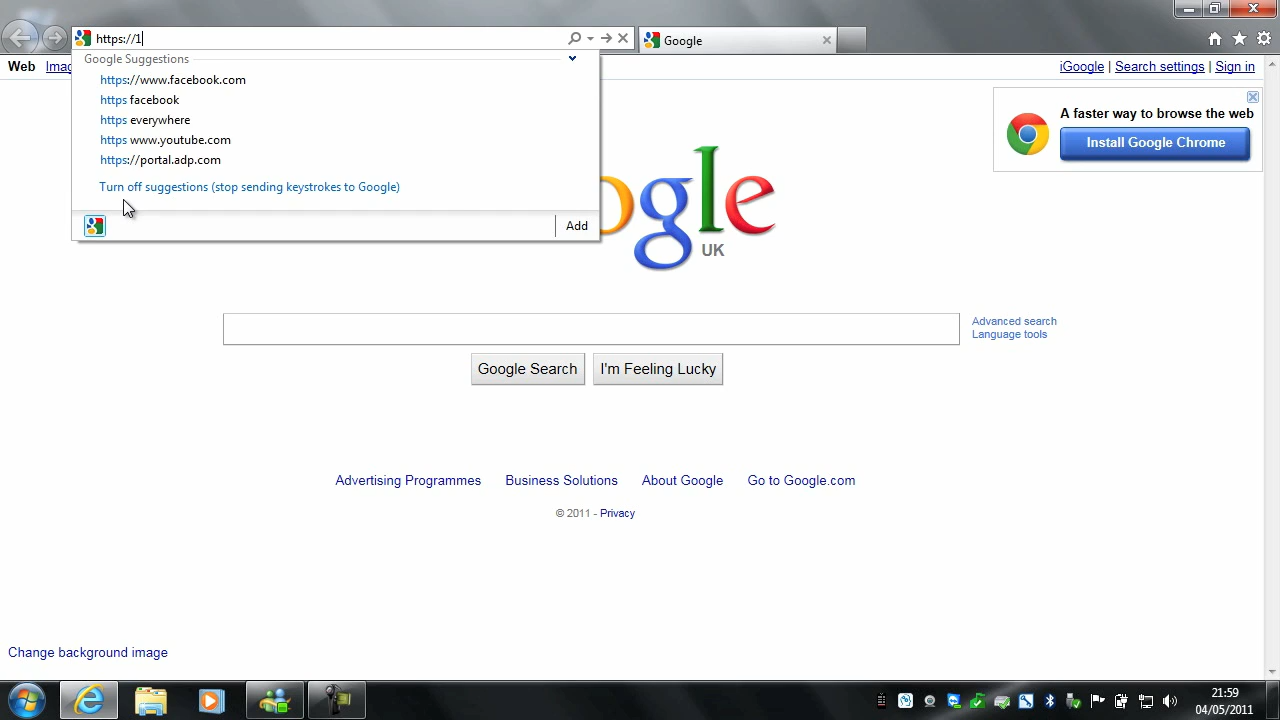 https://1
Google
Google Suggestions
https://www.facebook.com
https facebook
https everywhere
https www.youtube.com
https://portal.adp.com
Turn off suggestions (stop sending keystrokes to Google)
Add
Web Imag
iGoogle | Search settings | Sign in
A faster way to browse the web
Install Google Chrome
ogle
UK
Advanced search
Language tools
Google Search I'm Feeling Lucky
Advertising Programmes Business Solutions About Google Go to Google.com
© 2011 - Privacy
Change background image
21:59
04/05/2011